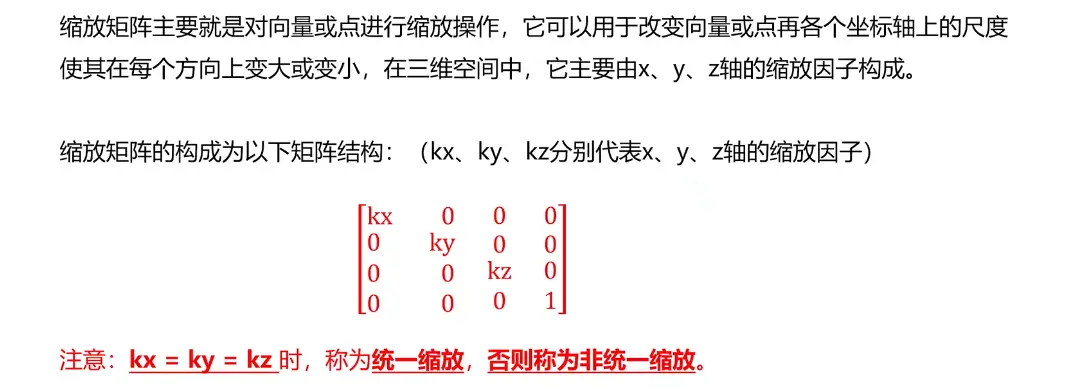 缩放矩阵主要就是对向量或点进行缩放操作，它可以用于改变向量或点再各个坐标轴上的尺度
使其在每个方向上变大或变小，在三维空间中，它主要由x、y、z轴的缩放因子构成。
缩放矩阵的构成为以下矩阵结构：（kx、ky、kz分别代表x、y、z轴的缩放因子）
kx 0 0 0
0 ky 0 0
0 0 kz 0
0 0 0 1
注意：kx = ky = kz 时，称为统一缩放，否则称为非统一缩放。